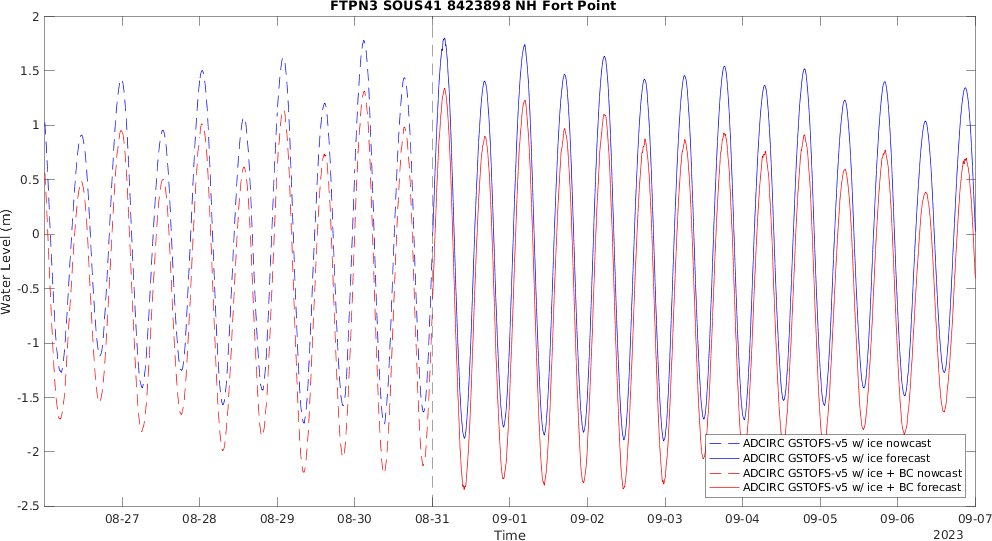 FTPN3 SOUS41 8423898 NH Fort Point
Water Level (m)
2
1.5
1
0.5
0
-0.5
-1
-1.5
-2
-2.5
ADCIRC GSTOFS-v5 w/ ice nowcast
ADCIRC GSTOFS-v5 w/ ice forecast
ADCIRC GSTOFS-v5 w/ ice + BC nowcast
ADCIRC GSTOFS-v5 w/ ice + BC forecast
08-27 08-28 08-29 08-30 08-31 09-01 09-02 09-03 09-04 09-05 09-06 09-07
Time
2023